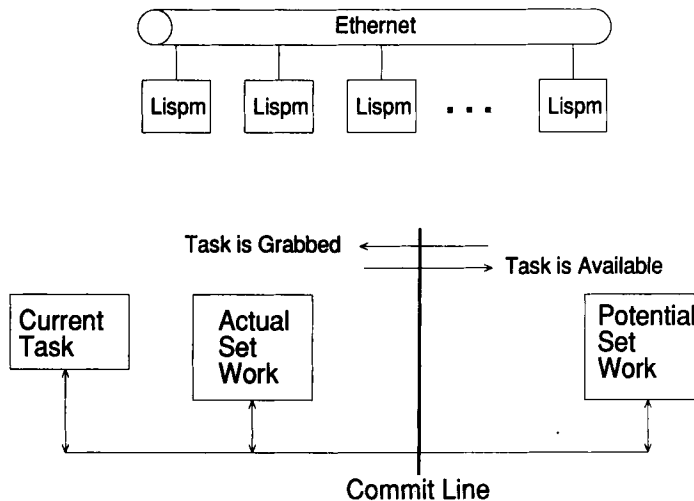 Ethernet
Lispm Lispm Lispm ... Lispm
Task is Grabbed
Task is Available
Current
Task
Actual
Set
Work
Potential
Set
Work
Commit Line